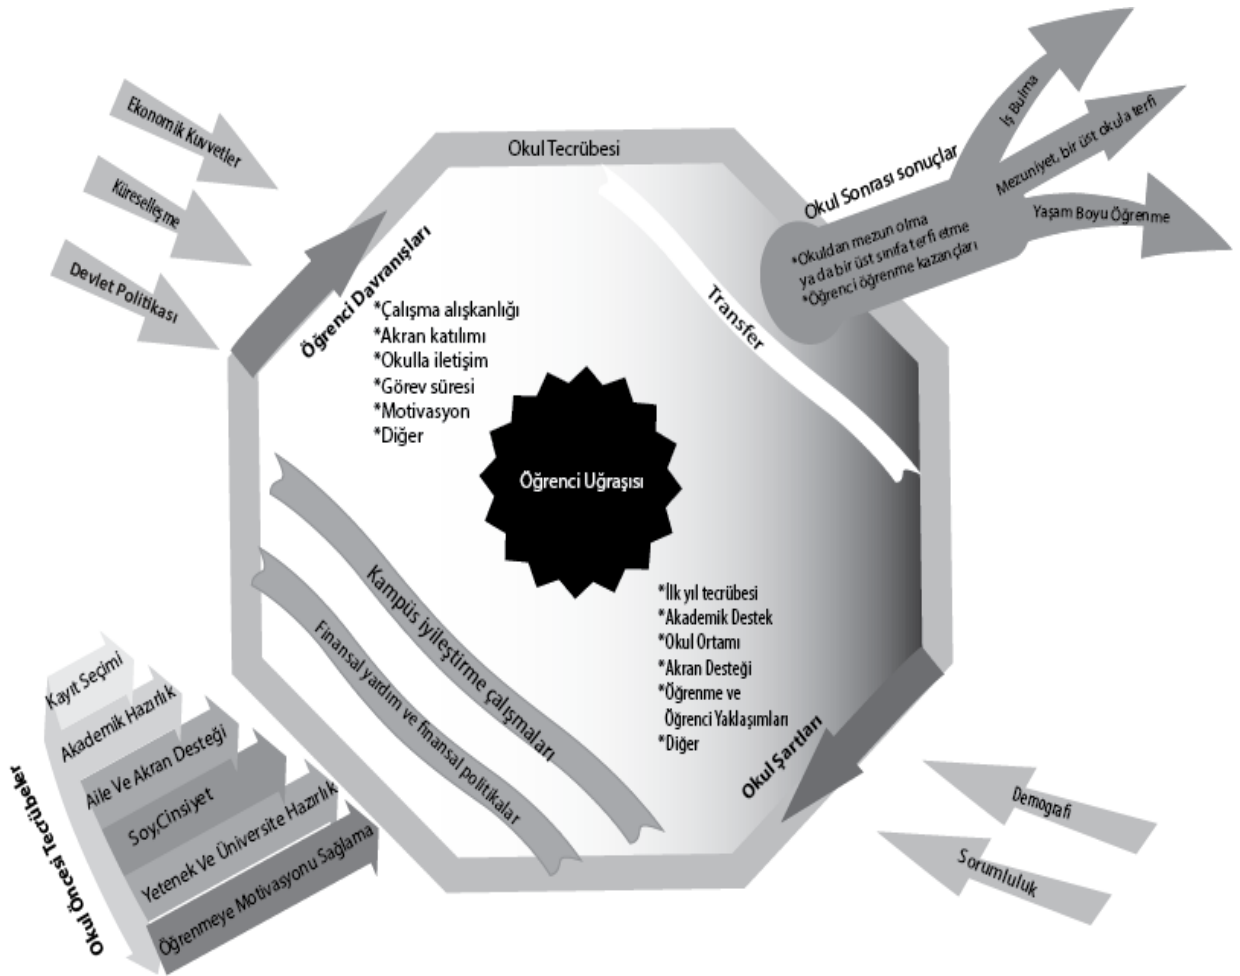 Ekonomik Kuvvetler
Küreselleşme
Devlet Politikası
Okul Tecrübesi
Okul Sonrası sonuçlar
İş Bulma
Mezuniyet, bir üst okula terfi
Yaşam Boyu Öğrenme
*Okuldan mezun olma
ya da bir üst sınıfa terfi etme
*Öğrenci öğrenme kazançları
Transfer
Öğrenci Davranışları
*Çalışma alışkanlığı
*Akran katılımı
*Okulla iletişim
*Görev süresi
*Motivasyon
*Diğer
Öğrenci Uğraşısı
Kampüs iyileştirme çalışmaları
Finansal yardım ve finansal politikalar
*İlk yıl tecrübesi
*Akademik Destek
*Okul Ortamı
*Akran Desteği
*Öğrenme ve
Öğrenci Yaklaşımları
*Diğer
Okul Şartları
Okul Öncesi Tecrübeler
Kayıt Seçimi
Akademik Hazırlık
Aile Ve Akran Desteği
Soy,Cinsiyet
Yetenek Ve Üniversite Hazırlık
Öğrenmeye Motivasyonu Sağlama
Demografi
Sorumluluk